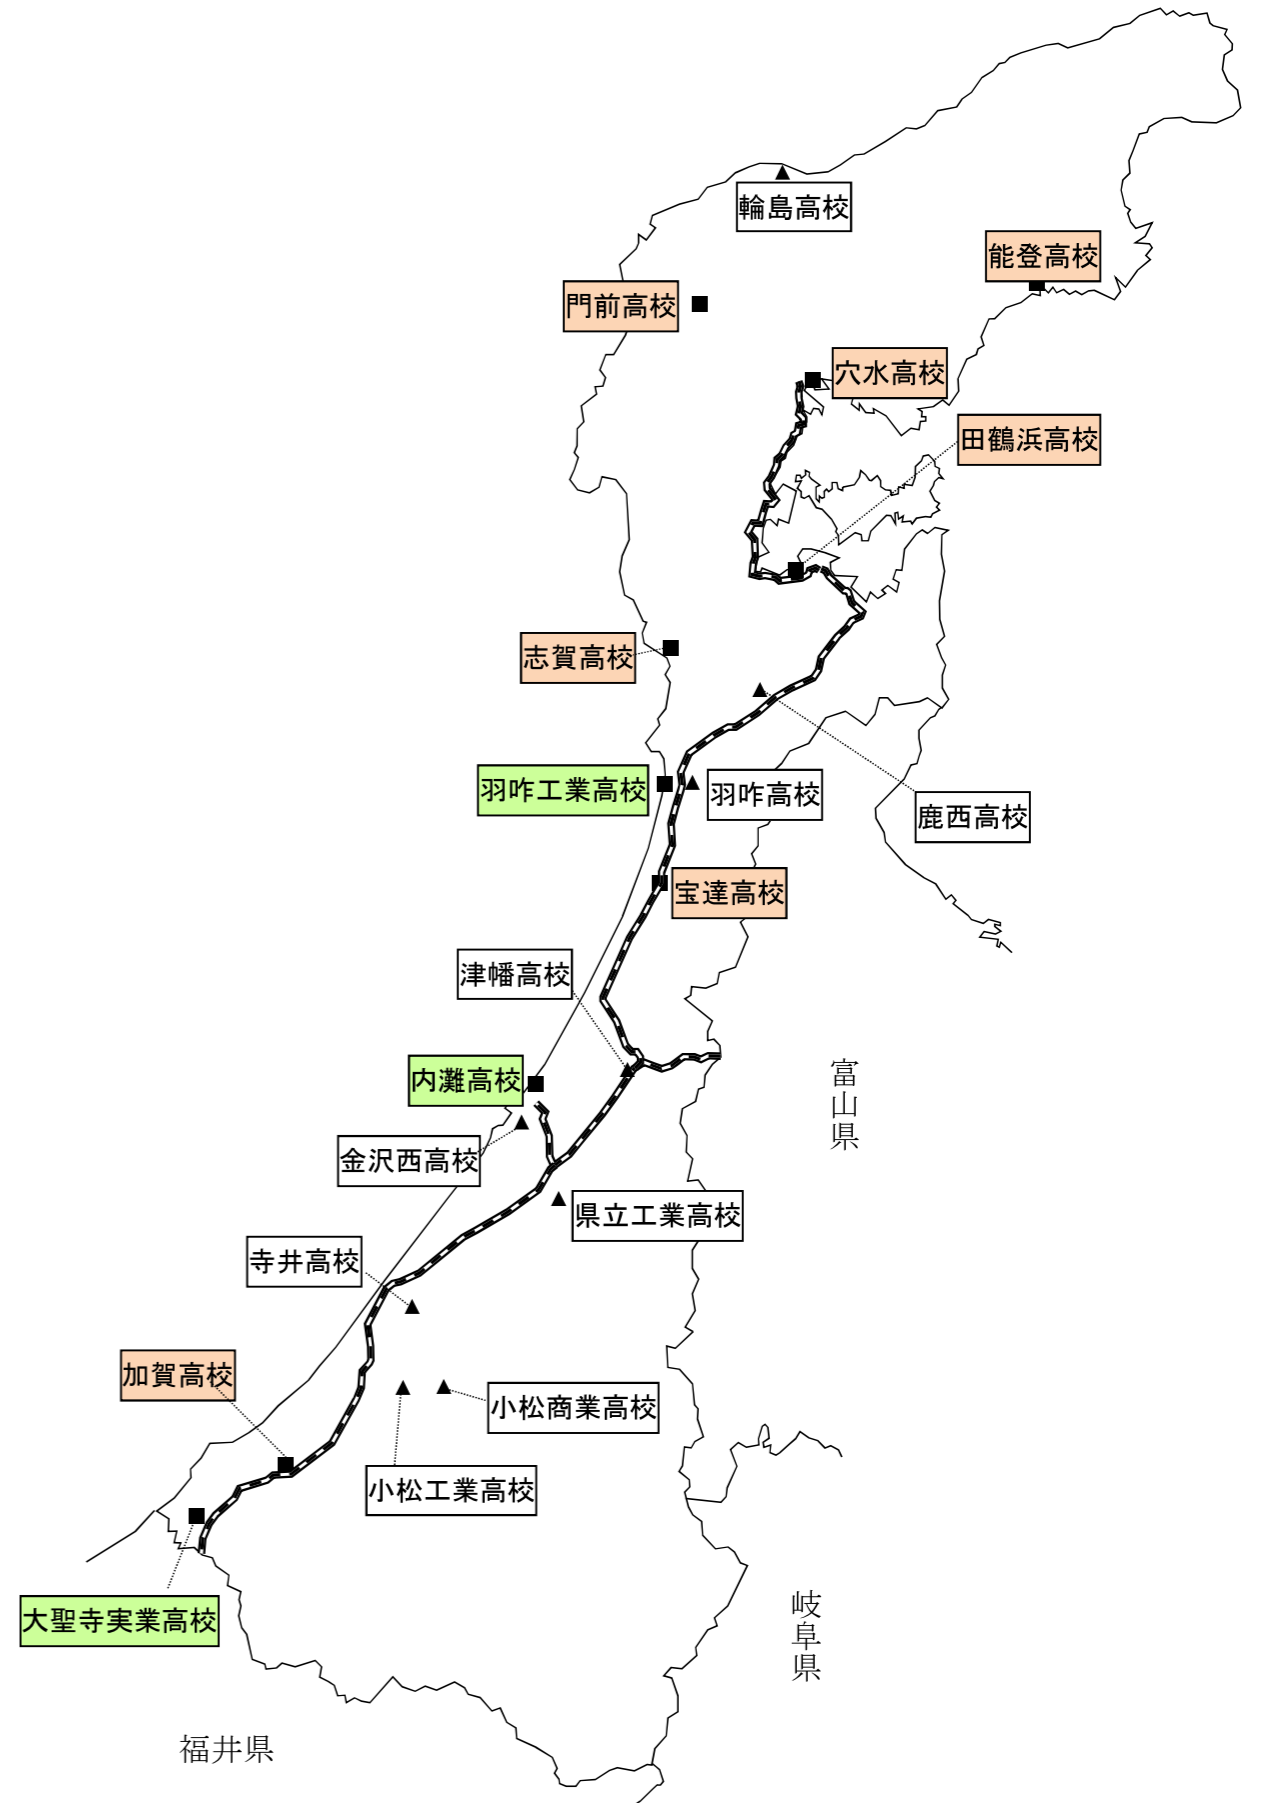 輪島高校
能登高校
門前高校
穴水高校
田鶴浜高校
志賀高校
羽咋工業高校
羽咋高校
鹿西高校
宝達高校
津幡高校
内灘高校
富山県
金沢西高校
県立工業高校
寺井高校
加賀高校
小松商業高校
小松工業高校
大聖寺実業高校
岐阜県
福井県